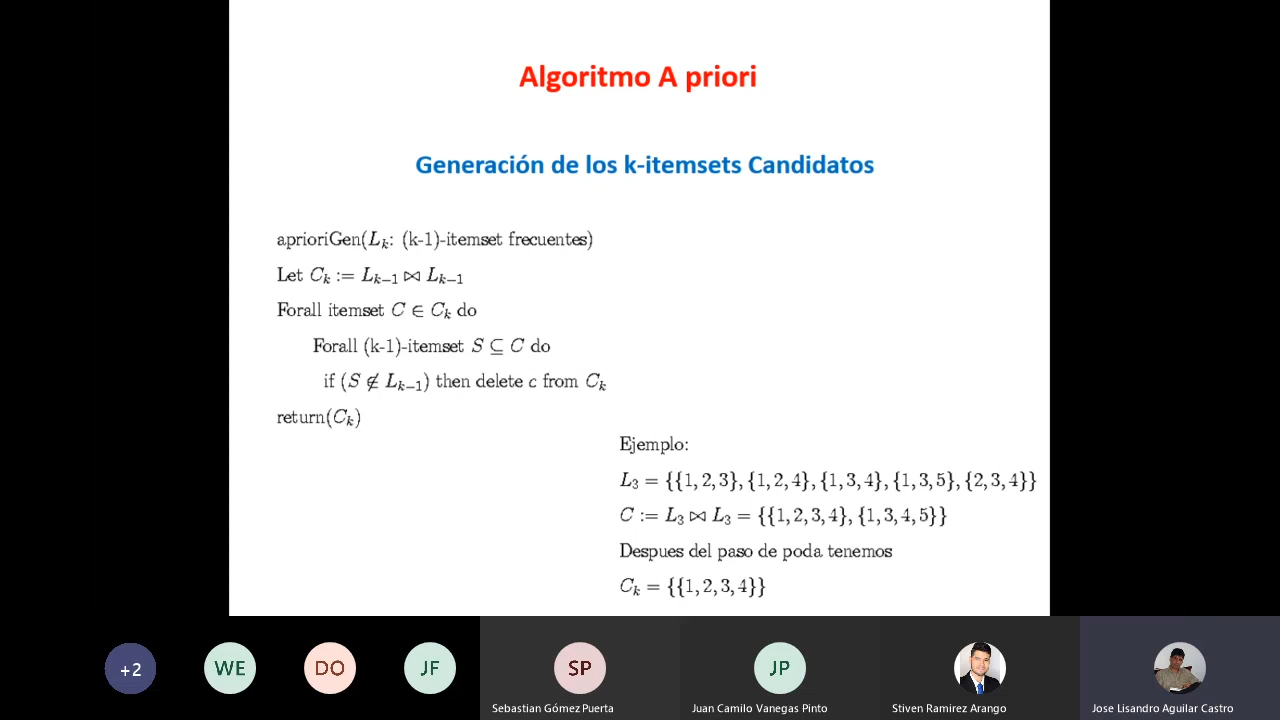 Algoritmo A priori
Generación de los k-itemsets Candidatos
aprioriGen(Lₖ: (k-1)-itemset frecuentes)
Let Cₖ := Lₖ₋₁ ⋈ Lₖ₋₁
Forall itemset C ∈ Cₖ do
Forall (k-1)-itemset S ⊆ C do
if (S ∉ Lₖ₋₁) then delete c from Cₖ
return(Cₖ)
Ejemplo:
L₃ = {{1, 2, 3}, {1, 2, 4}, {1, 3, 4}, {1, 3, 5}, {2, 3, 4}}
C := L₃ ⋈ L₃ = {{1, 2, 3, 4}, {1, 3, 4, 5}}
Despues del paso de poda tenemos
Cₖ = {{1, 2, 3, 4}}
+2
WE
DO
JF
SP
JP
Sebastian Gómez Puerta
Juan Camilo Vanegas Pinto
Stiven Ramirez Arango
Jose Lisandro Aguilar Castro